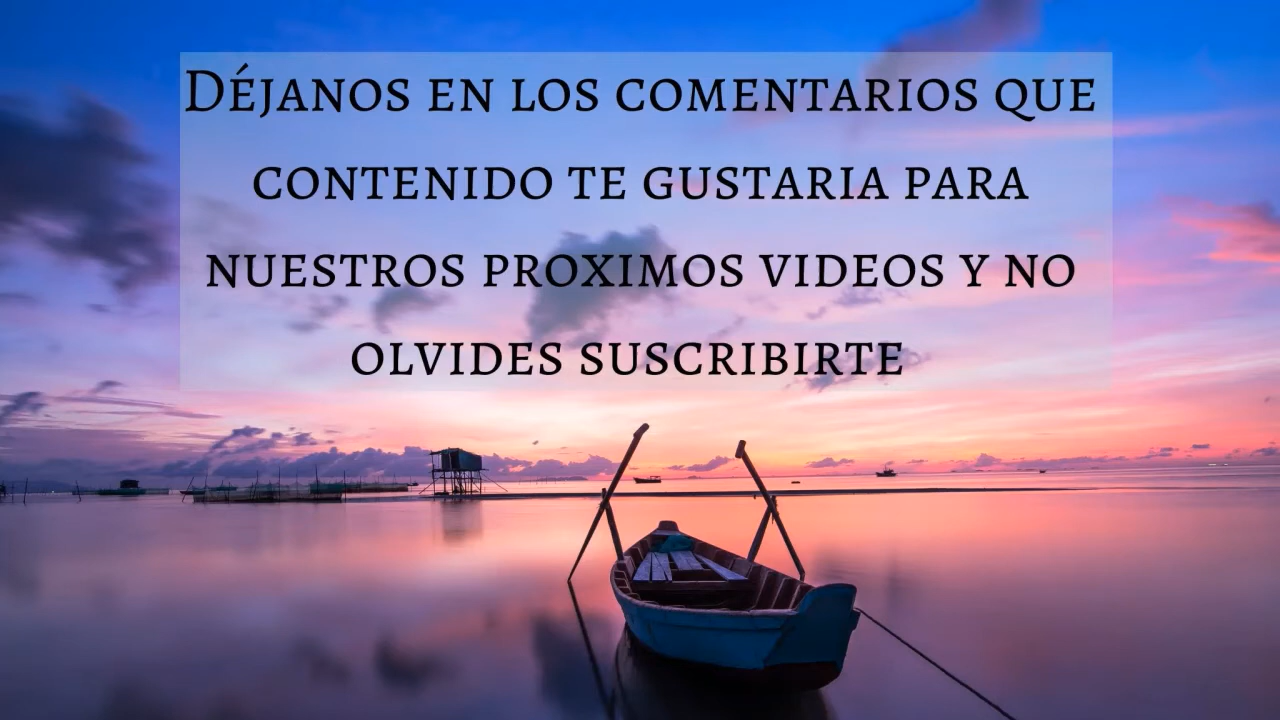 Déjanos en los comentarios que
contenido te gustaria para
nuestros proximos videos y no
olvides suscribirte